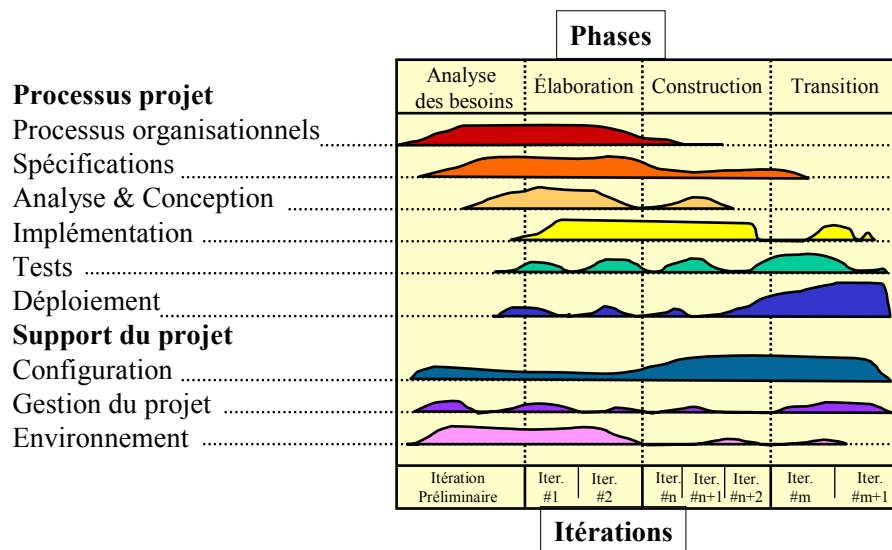 Phases
Analyse
des besoins
Élaboration
Construction
Transition
Processus projet
Processus organisationnels
Spécifications
Analyse & Conception
Implémentation
Tests
Déploiement
Support du projet
Configuration
Gestion du projet
Environnement
Itération
Préliminaire
Iter.
#1
Iter.
#2
Iter.
#n
Iter.
#n+1
Iter.
#n+2
Iter.
#m
Iter.
#m+1
Itérations